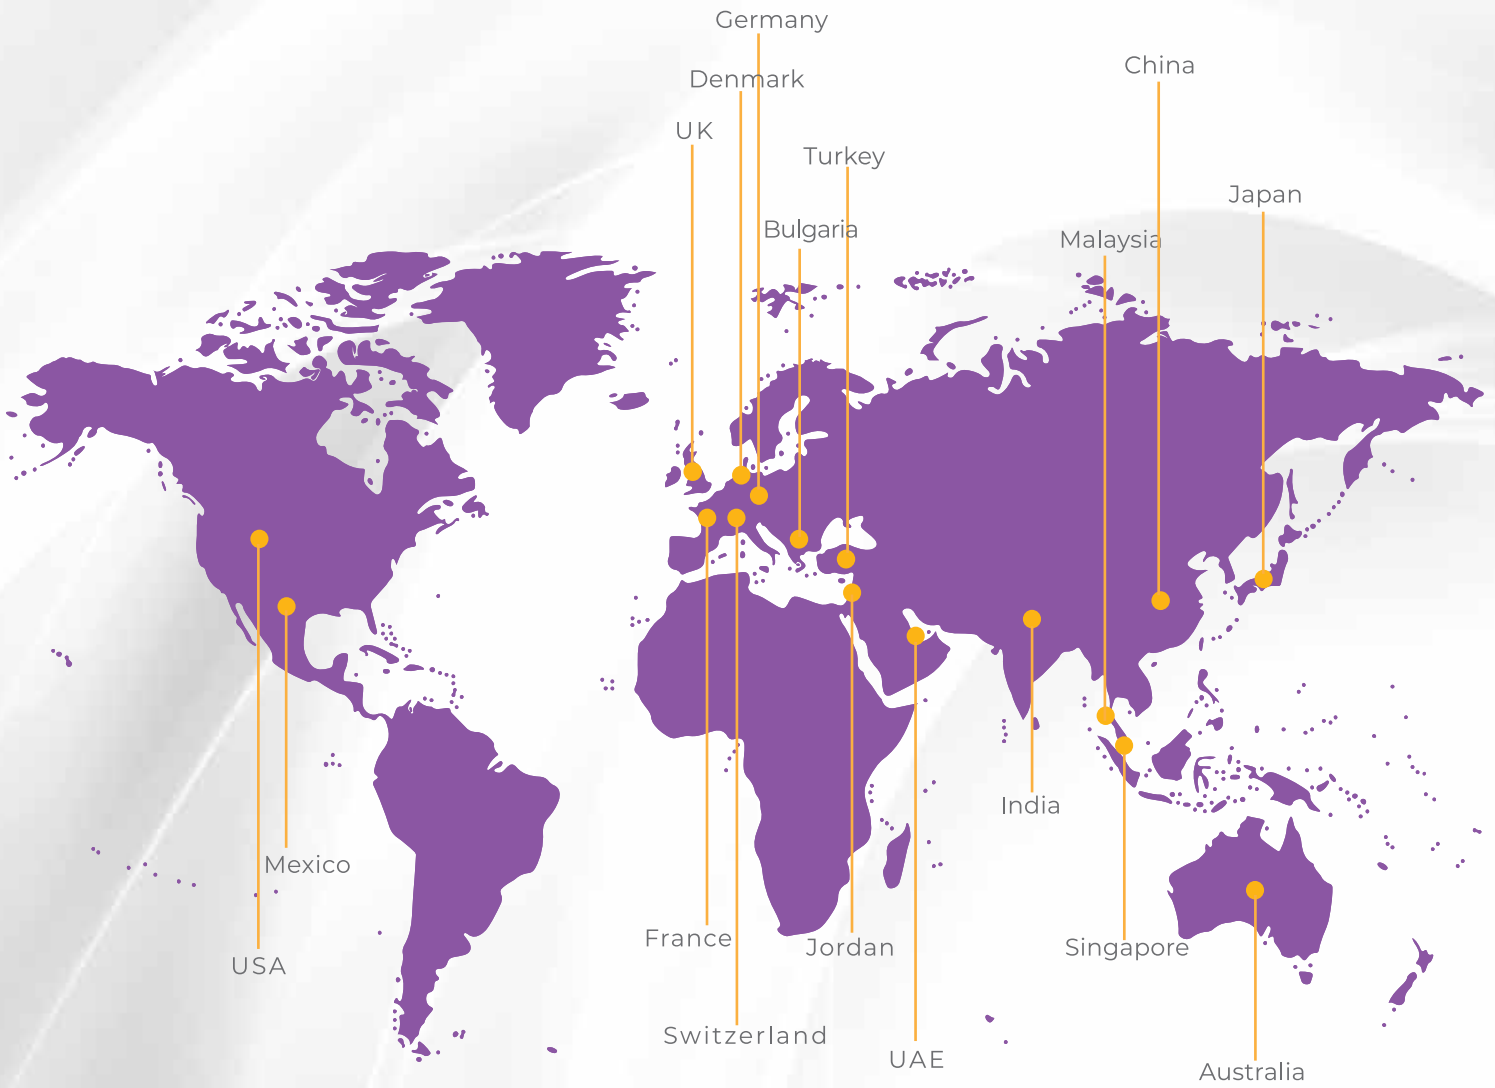 Germany
China
Denmark
UK
Turkey
Japan
Bulgaria
Malaysia
India
Mexico
France
Jordan
Singapore
USA
Switzerland
UAE
Australia